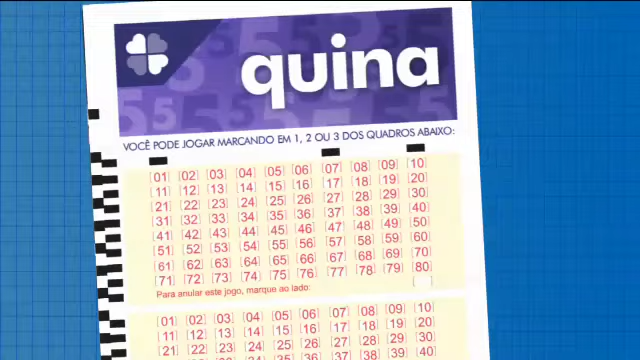 quina
VOCÊ PODE JOGAR MARCANDO EM 1, 2 OU 3 DOS QUADROS ABAIXO:
[01] [02] [03] [04] [05] [06] [07] [08] [09] [10]
[11] [12] [13] [14] [15] [16] [17] [18] [19] [20]
[21] [22] [23] [24] [25] [26] [27] [28] [29] [30]
[31] [32] [33] [34] [35] [36] [37] [38] [39] [40]
[41] [42] [43] [44] [45] [46] [47] [48] [49] [50]
[51] [52] [53] [54] [55] [56] [57] [58] [59] [60]
[61] [62] [63] [64] [65] [66] [67] [68] [69] [70]
[71] [72] [73] [74] [75] [76] [77] [78] [79] [80]
Para anular este jogo, marque ao lado: [ ]
[01] [02] [03] [04] [05] [06] [07] [08] [09] [10]
[11] [12] [13] [14] [15] [16] [17] [18] [19] [20]
[21] [22] [23] [24] [25] [26] [27] [28] [29] [30]
[36] [37] [38] [39] [40]